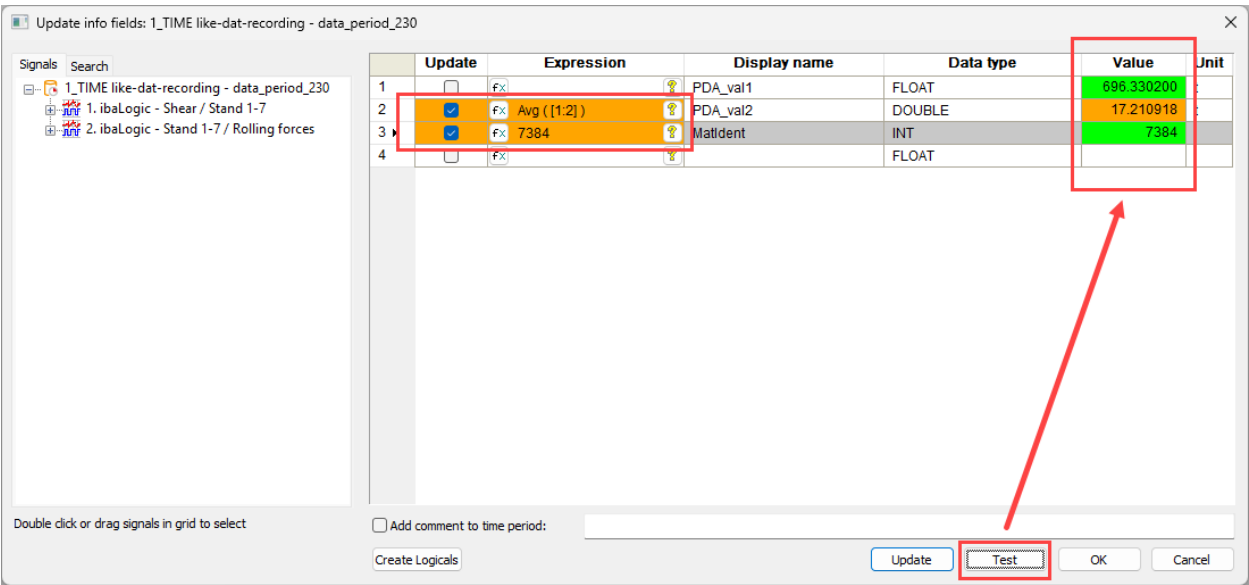 Update info fields: 1_TIME like-dat-recording - data_period_230
Signals Search
1_TIME like-dat-recording - data_period_230
1. ibaLogic - Shear / Stand 1-7
2. ibaLogic - Stand 1-7 / Rolling forces
Update Expression Display name Data type Value Unit
1 fx ? PDA_val1 FLOAT 696.330200
2 fx Avg ( [1:2] ) ? PDA_val2 DOUBLE 17.210918
3 fx 7384 ? MatIdent INT 7384
4 fx ? FLOAT
Double click or drag signals in grid to select
Add comment to time period:
Create Logicals Update Test OK Cancel